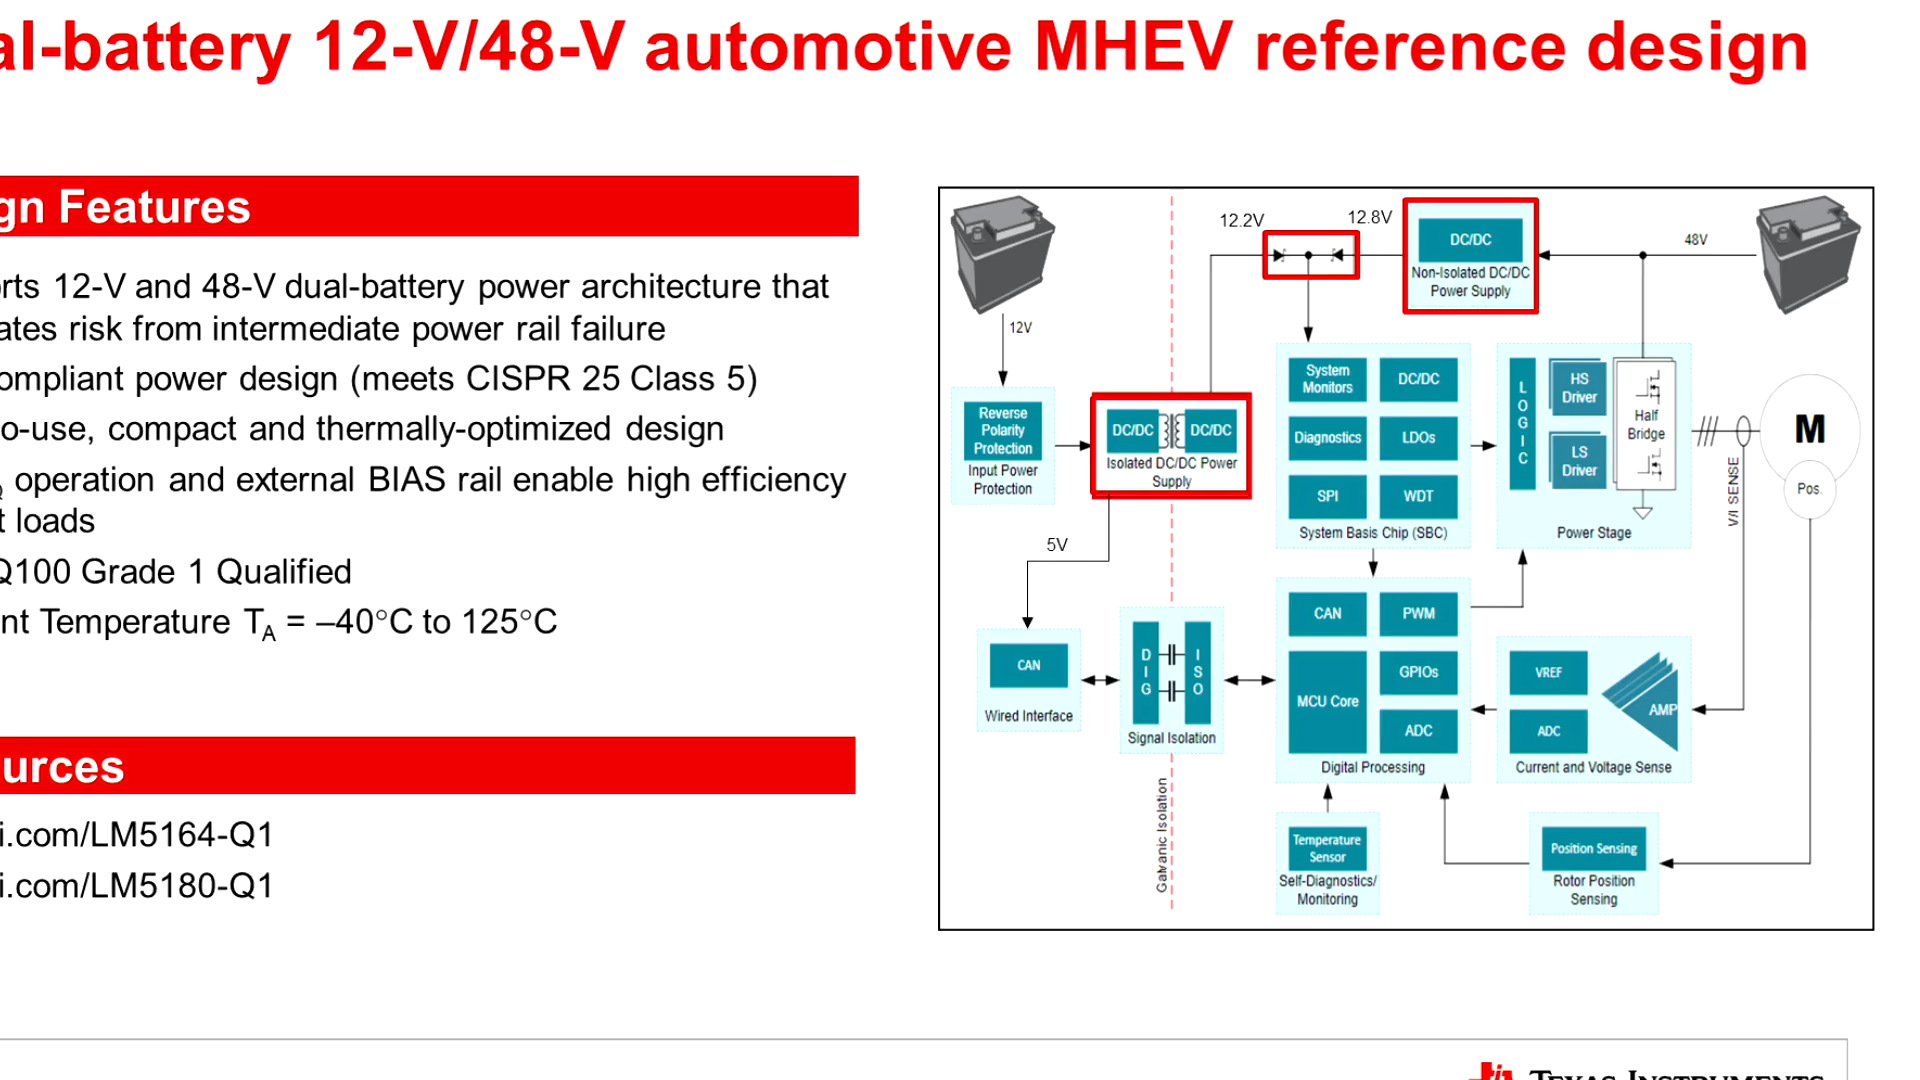 al-battery 12-V/48-V automotive MHEV reference design
gn Features
rts 12-V and 48-V dual-battery power architecture that
ates risk from intermediate power rail failure
ompliant power design (meets CISPR 25 Class 5)
o-use, compact and thermally-optimized design
Q operation and external BIAS rail enable high efficiency
t loads
Q100 Grade 1 Qualified
nt Temperature TA = –40°C to 125°C
urces
i.com/LM5164-Q1
i.com/LM5180-Q1
12.2V
12.8V
DC/DC
Non-Isolated DC/DC
Power Supply
48V
12V
Reverse
Polarity
Protection
Input Power
Protection
DC/DC
DC/DC
Isolated DC/DC Power
Supply
5V
System
Monitors
DC/DC
Diagnostics
LDOs
SPI
WDT
System Basis Chip (SBC)
LOGIC
HS
Driver
LS
Driver
Half
Bridge
Power Stage
V/I SENSE
M
Pos.
CAN
Wired Interface
DIG
ISO
Signal Isolation
Galvanic Isolation
CAN
PWM
MCU Core
GPIOs
ADC
Digital Processing
VREF
ADC
AMP
Current and Voltage Sense
Temperature
Sensor
Self-Diagnostics/
Monitoring
Position Sensing
Rotor Position
Sensing
TEXAS INSTRUMENTS